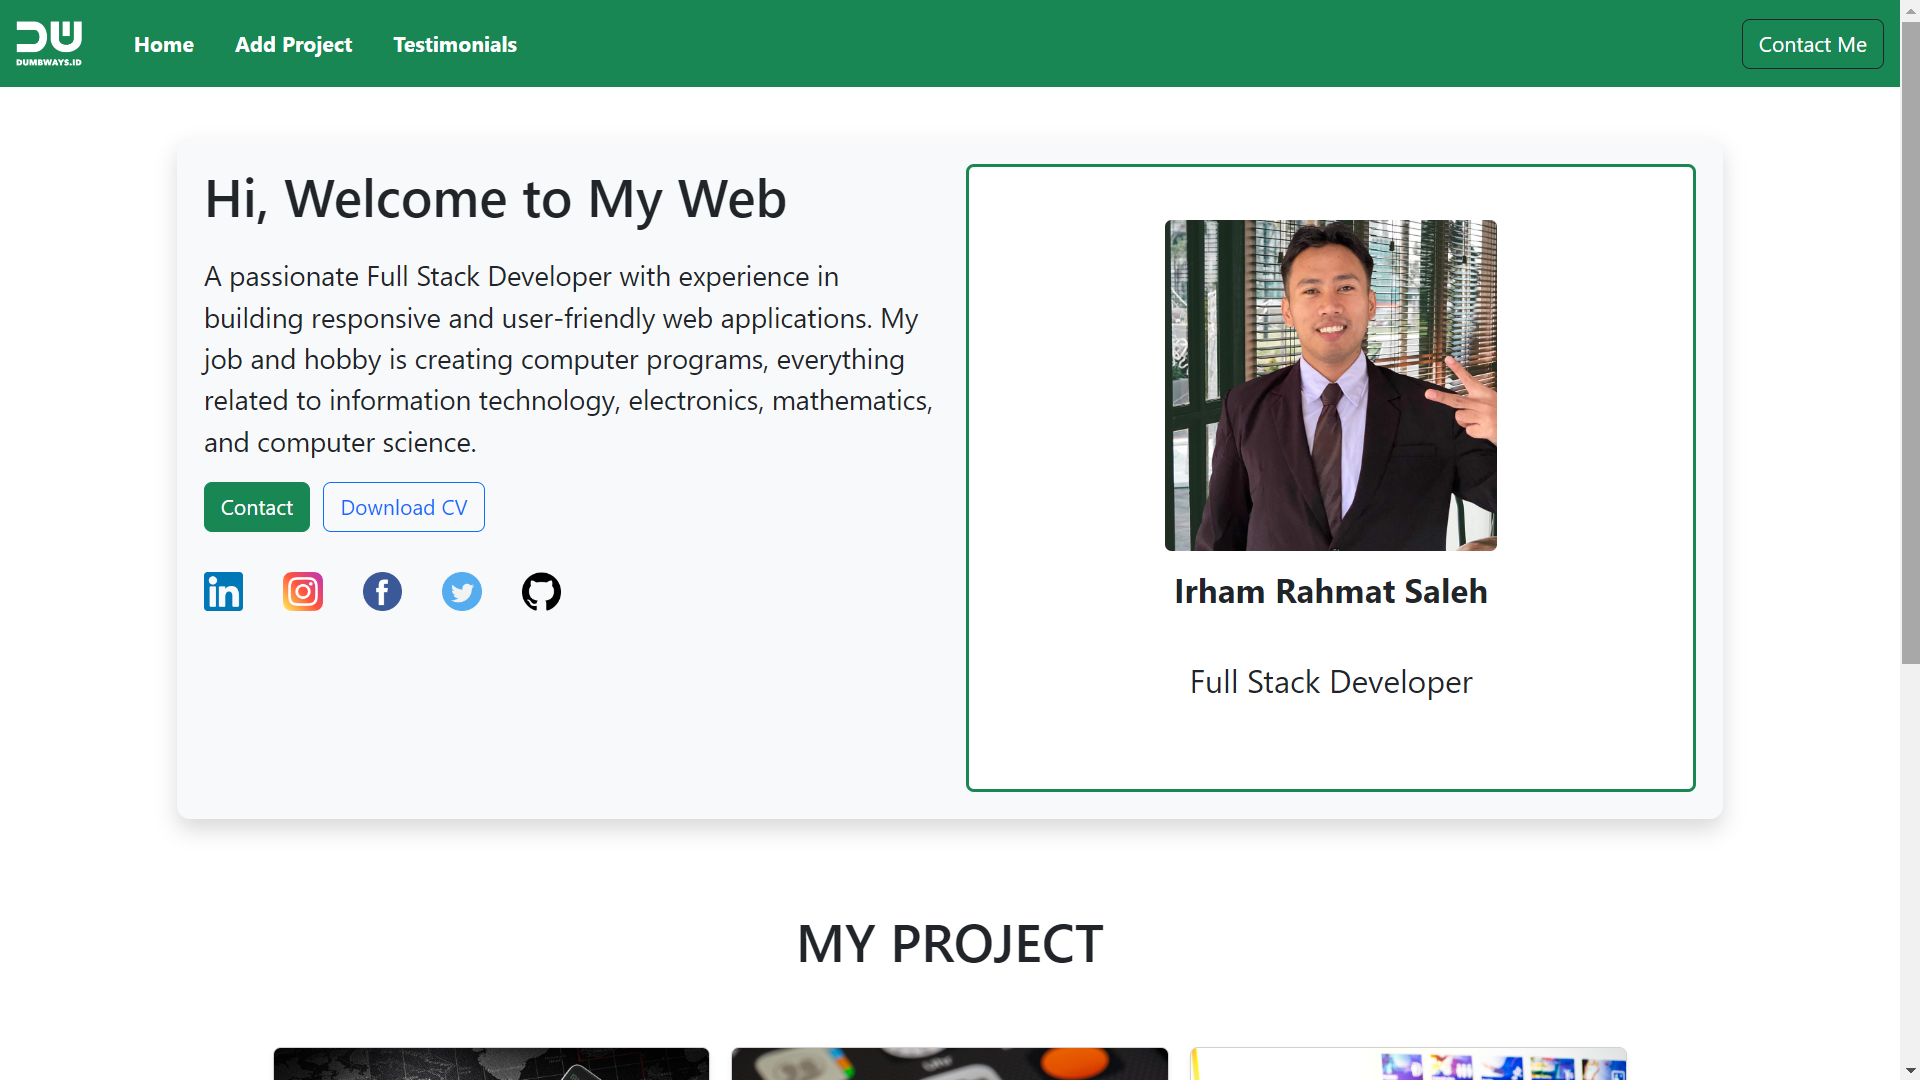 DUMBWAYS.ID
Home
Add Project
Testimonials
Contact Me
Hi, Welcome to My Web
A passionate Full Stack Developer with experience in
building responsive and user-friendly web applications. My
job and hobby is creating computer programs, everything
related to information technology, electronics, mathematics,
and computer science.
Contact
Download CV
Irham Rahmat Saleh
Full Stack Developer
MY PROJECT